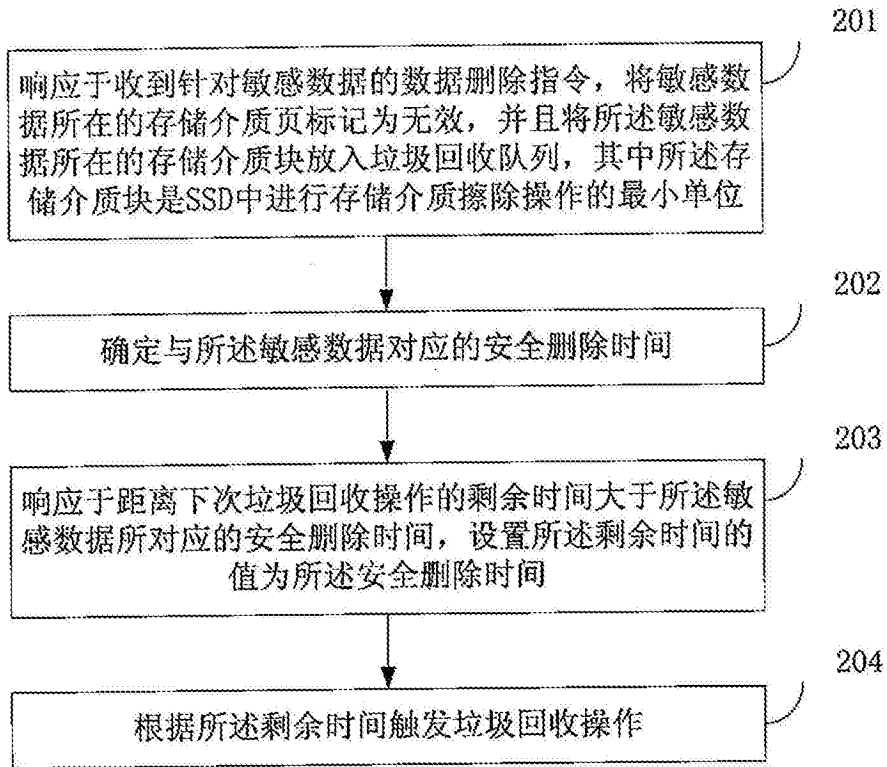 201
响应于收到针对敏感数据的数据删除指令，将敏感数
据所在的存储介质页标记为无效，并且将所述敏感数
据所在的存储介质块放入垃圾回收队列，其中所述存
储介质块是SSD中进行存储介质擦除操作的最小单位
202
确定与所述敏感数据对应的安全删除时间
203
响应于距离下次垃圾回收操作的剩余时间大于所述敏
感数据所对应的安全删除时间，设置所述剩余时间的
值为所述安全删除时间
204
根据所述剩余时间触发垃圾回收操作